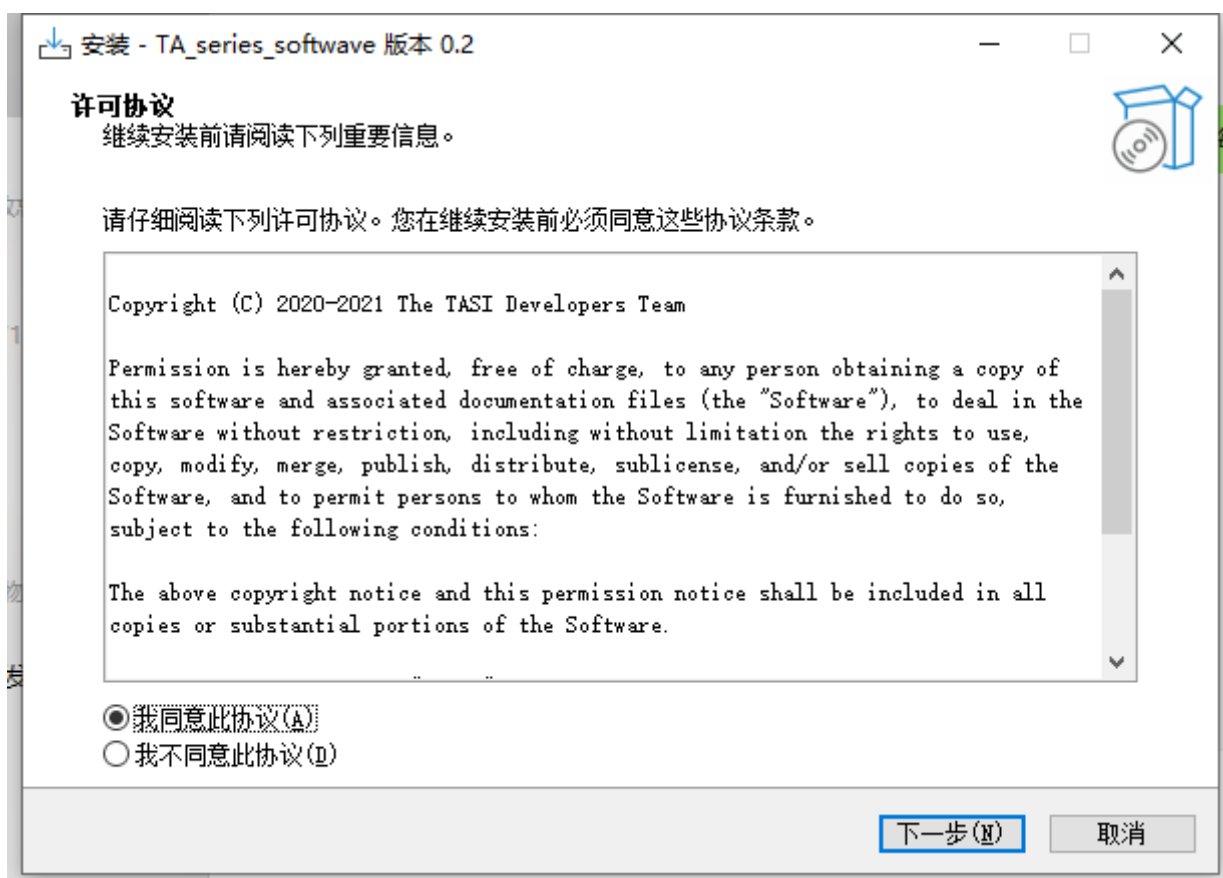 安装 - TA_series_softwave 版本 0.2
许可协议
继续安装前请阅读下列重要信息。
请仔细阅读下列许可协议。您在继续安装前必须同意这些协议条款。
Copyright (C) 2020-2021 The TASI Developers Team
Permission is hereby granted, free of charge, to any person obtaining a copy of
this software and associated documentation files (the "Software"), to deal in the
Software without restriction, including without limitation the rights to use,
copy, modify, merge, publish, distribute, sublicense, and/or sell copies of the
Software, and to permit persons to whom the Software is furnished to do so,
subject to the following conditions:
The above copyright notice and this permission notice shall be included in all
copies or substantial portions of the Software.
我同意此协议(A)
我不同意此协议(D)
下一步(N)
取消